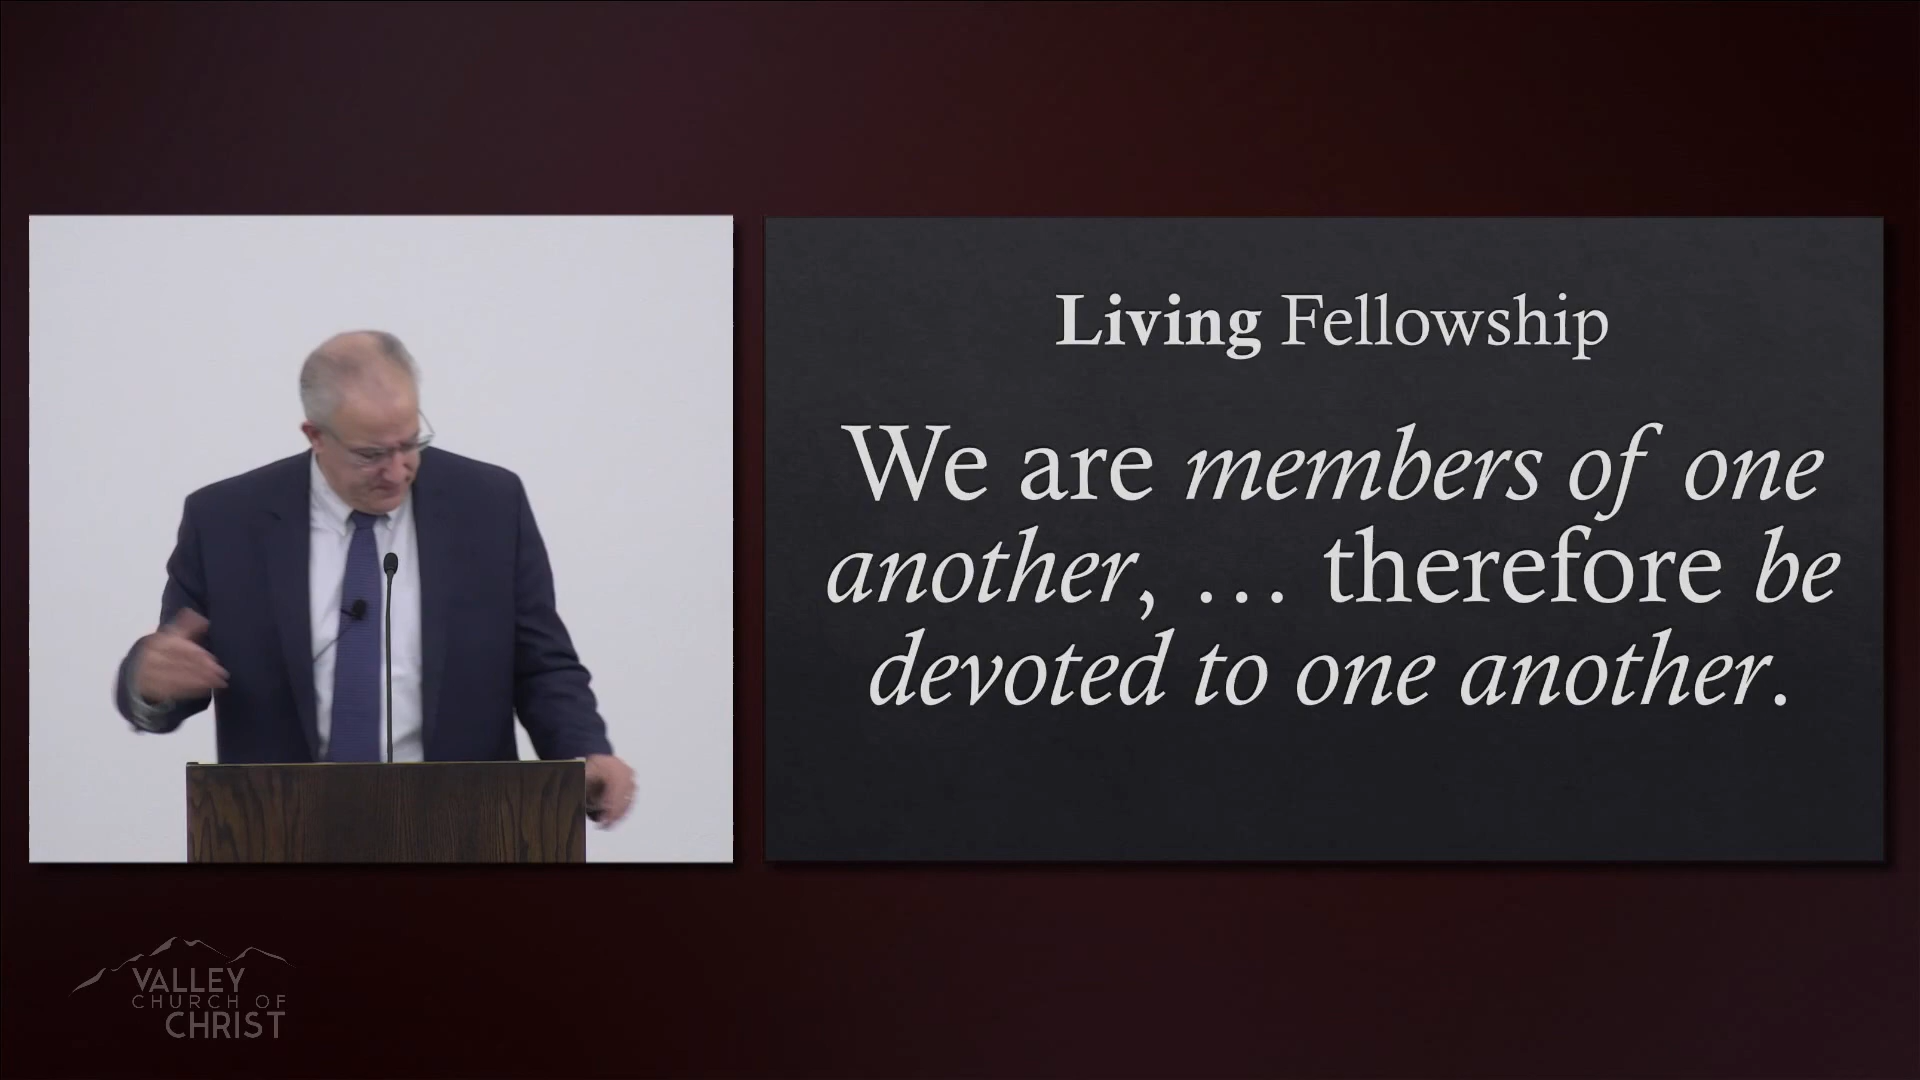 Living Fellowship
We are members of one
another, … therefore be
devoted to one another.
VALLEY
CHURCH OF
CHRIST